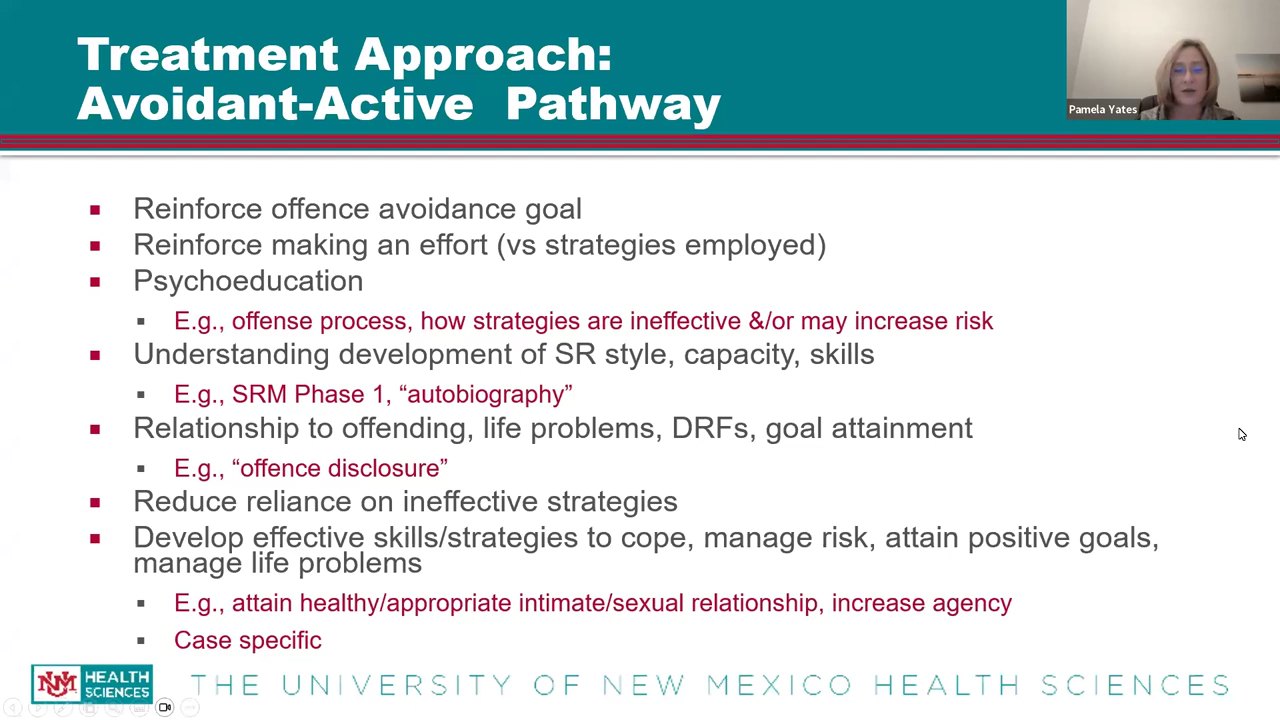 Treatment Approach:
Avoidant-Active Pathway
Pamela Yates
Reinforce offence avoidance goal
Reinforce making an effort (vs strategies employed)
Psychoeducation
E.g., offense process, how strategies are ineffective &/or may increase risk
Understanding development of SR style, capacity, skills
E.g., SRM Phase 1, “autobiography”
Relationship to offending, life problems, DRFs, goal attainment
E.g., “offence disclosure”
Reduce reliance on ineffective strategies
Develop effective skills/strategies to cope, manage risk, attain positive goals,
manage life problems
E.g., attain healthy/appropriate intimate/sexual relationship, increase agency
Case specific
UNM HEALTH
SCIENCES
THE UNIVERSITY OF NEW MEXICO HEALTH SCIENCES